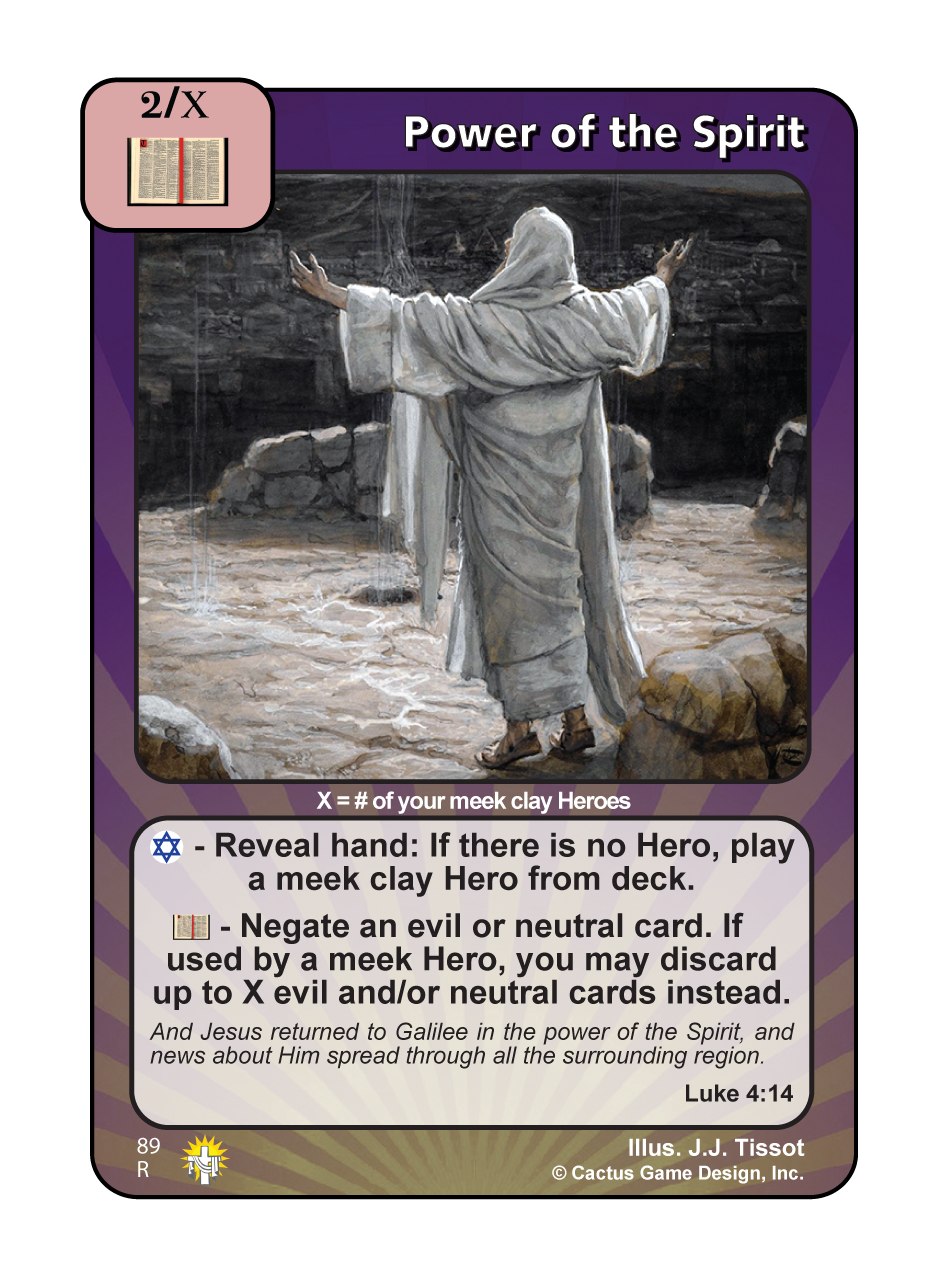 2/X
Power of the Spirit
X = # of your meek clay Heroes
- Reveal hand: If there is no Hero, play
a meek clay Hero from deck.
- Negate an evil or neutral card. If
used by a meek Hero, you may discard
up to X evil and/or neutral cards instead.
And Jesus returned to Galilee in the power of the Spirit, and
news about Him spread through all the surrounding region.
Luke 4:14
89
R
Illus. J.J. Tissot
© Cactus Game Design, Inc.